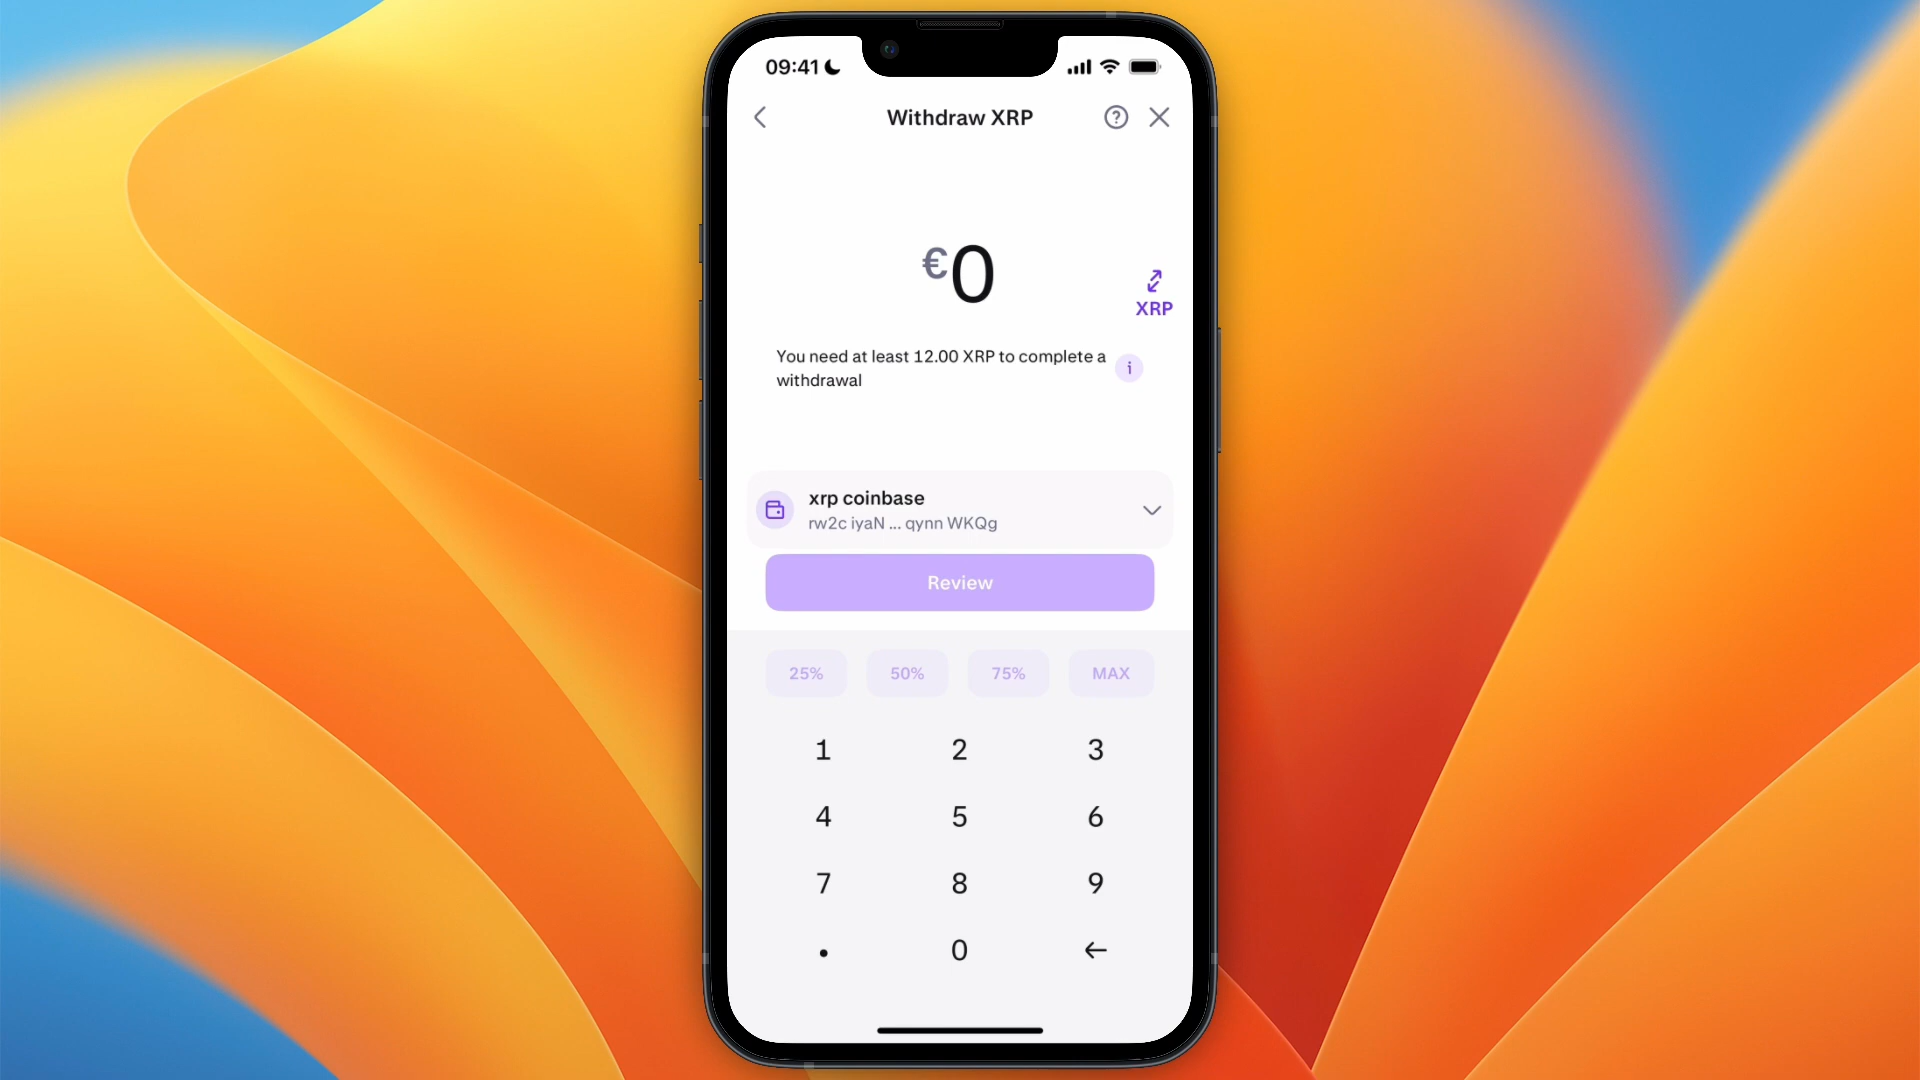 09:41
Withdraw XRP
€0
XRP
You need at least 12.00 XRP to complete a
withdrawal
i
xrp coinbase
rw2c iyaN ... qynn WKQg
Review
25% 50% 75% MAX
1 2 3
4 5 6
7 8 9
. 0 ←